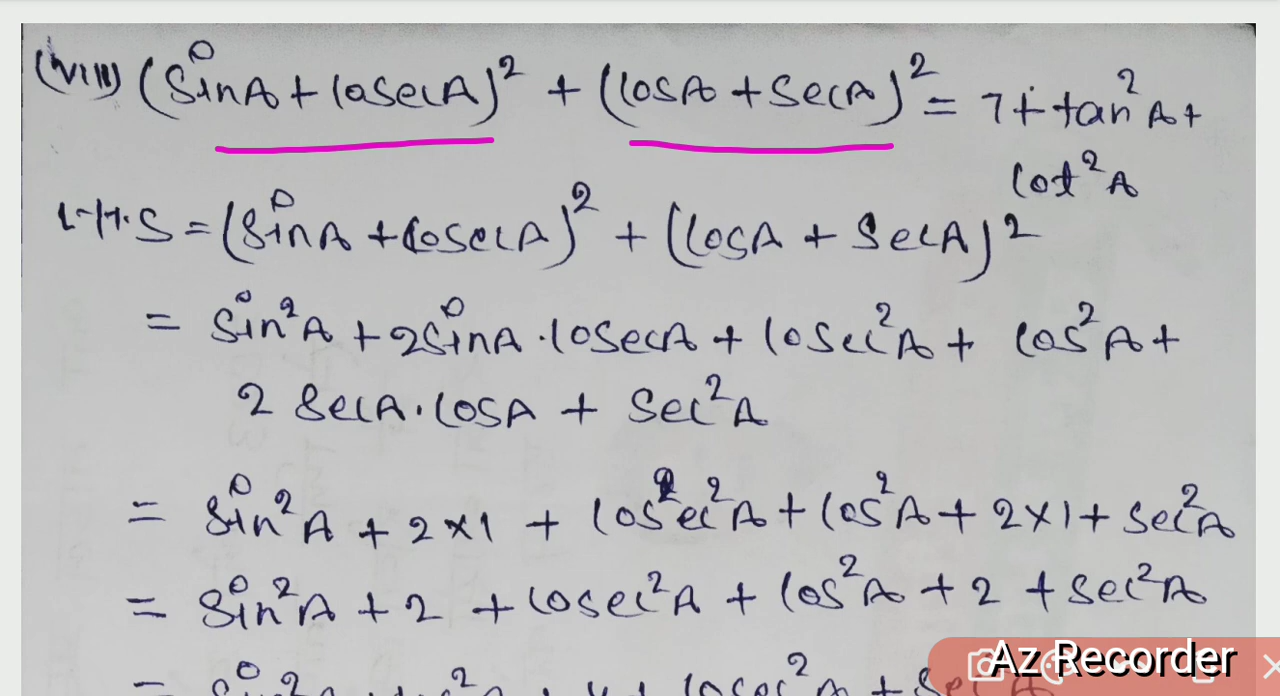 (viii) (SinA + CosecA)² + (CosA + SecA)² = 7 + tan²A +
Cot²A
L.H.S = (SinA + CosecA)² + (CosA + SecA)²
= Sin²A + 2SinA . CosecA + Cosec²A + Cos²A +
2 SecA . CosA + Sec²A
= Sin²A + 2×1 + Cosec²A + Cos²A + 2×1 + Sec²A
= Sin²A + 2 + Cosec²A + Cos²A + 2 + Sec²A
Az Recorder